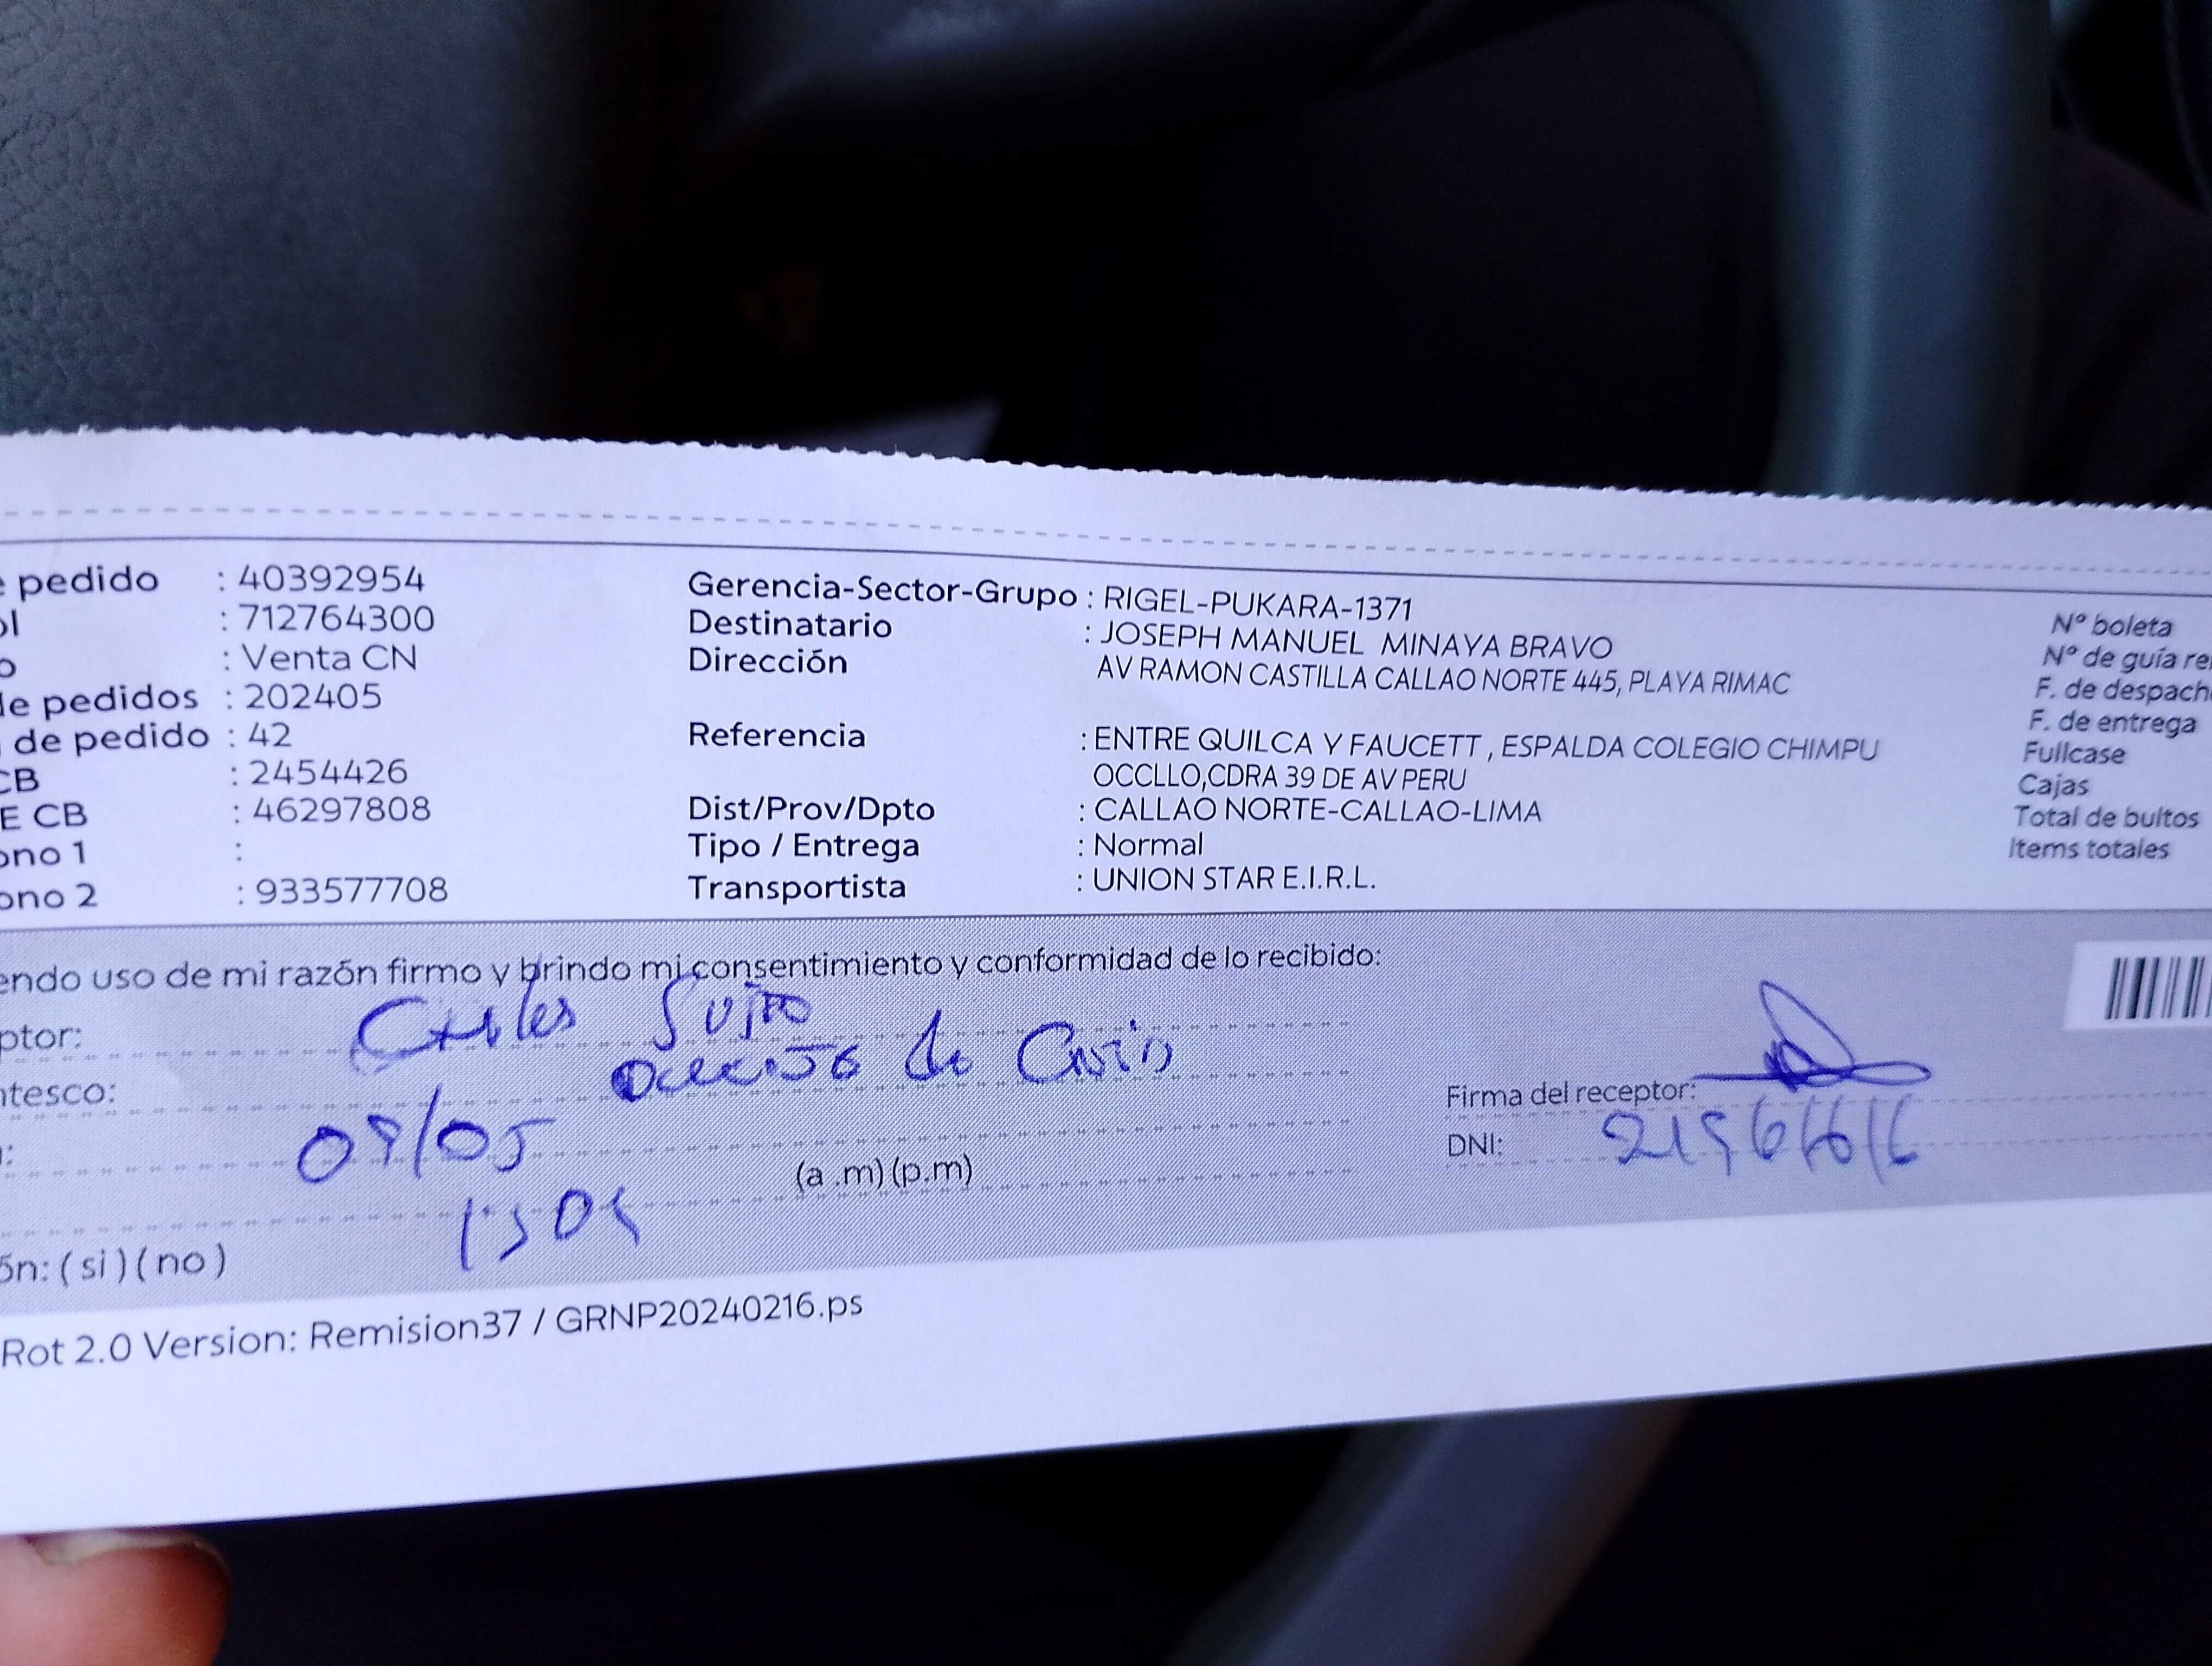 pedido : 40392954
: 712764300
: Venta CN
de pedidos : 202405
de pedido : 42
CB : 2454426
E CB : 46297808
ono 1 :
ono 2 : 933577708
Gerencia-Sector-Grupo : RIGEL-PUKARA-1371
Destinatario : JOSEPH MANUEL MINAYA BRAVO
Dirección AV RAMON CASTILLA CALLAO NORTE 445, PLAYA RIMAC
Referencia : ENTRE QUILCA Y FAUCETT , ESPALDA COLEGIO CHIMPU
OCCLLO,CDRA 39 DE AV PERU
Dist/Prov/Dpto : CALLAO NORTE-CALLAO-LIMA
Tipo / Entrega : Normal
Transportista : UNION STAR E.I.R.L.
Nº boleta
Nº de guía re
F. de despach
F. de entrega
Fullcase
Cajas
Total de bultos
Items totales
endo uso de mi razón firmo y brindo mi consentimiento y conformidad de lo recibido:
ptor:
ntesco:
(a .m) (p.m)
ón: ( si ) ( no )
Firma del receptor:
DNI:
Rot 2.0 Version: Remision37 / GRNP20240216.ps